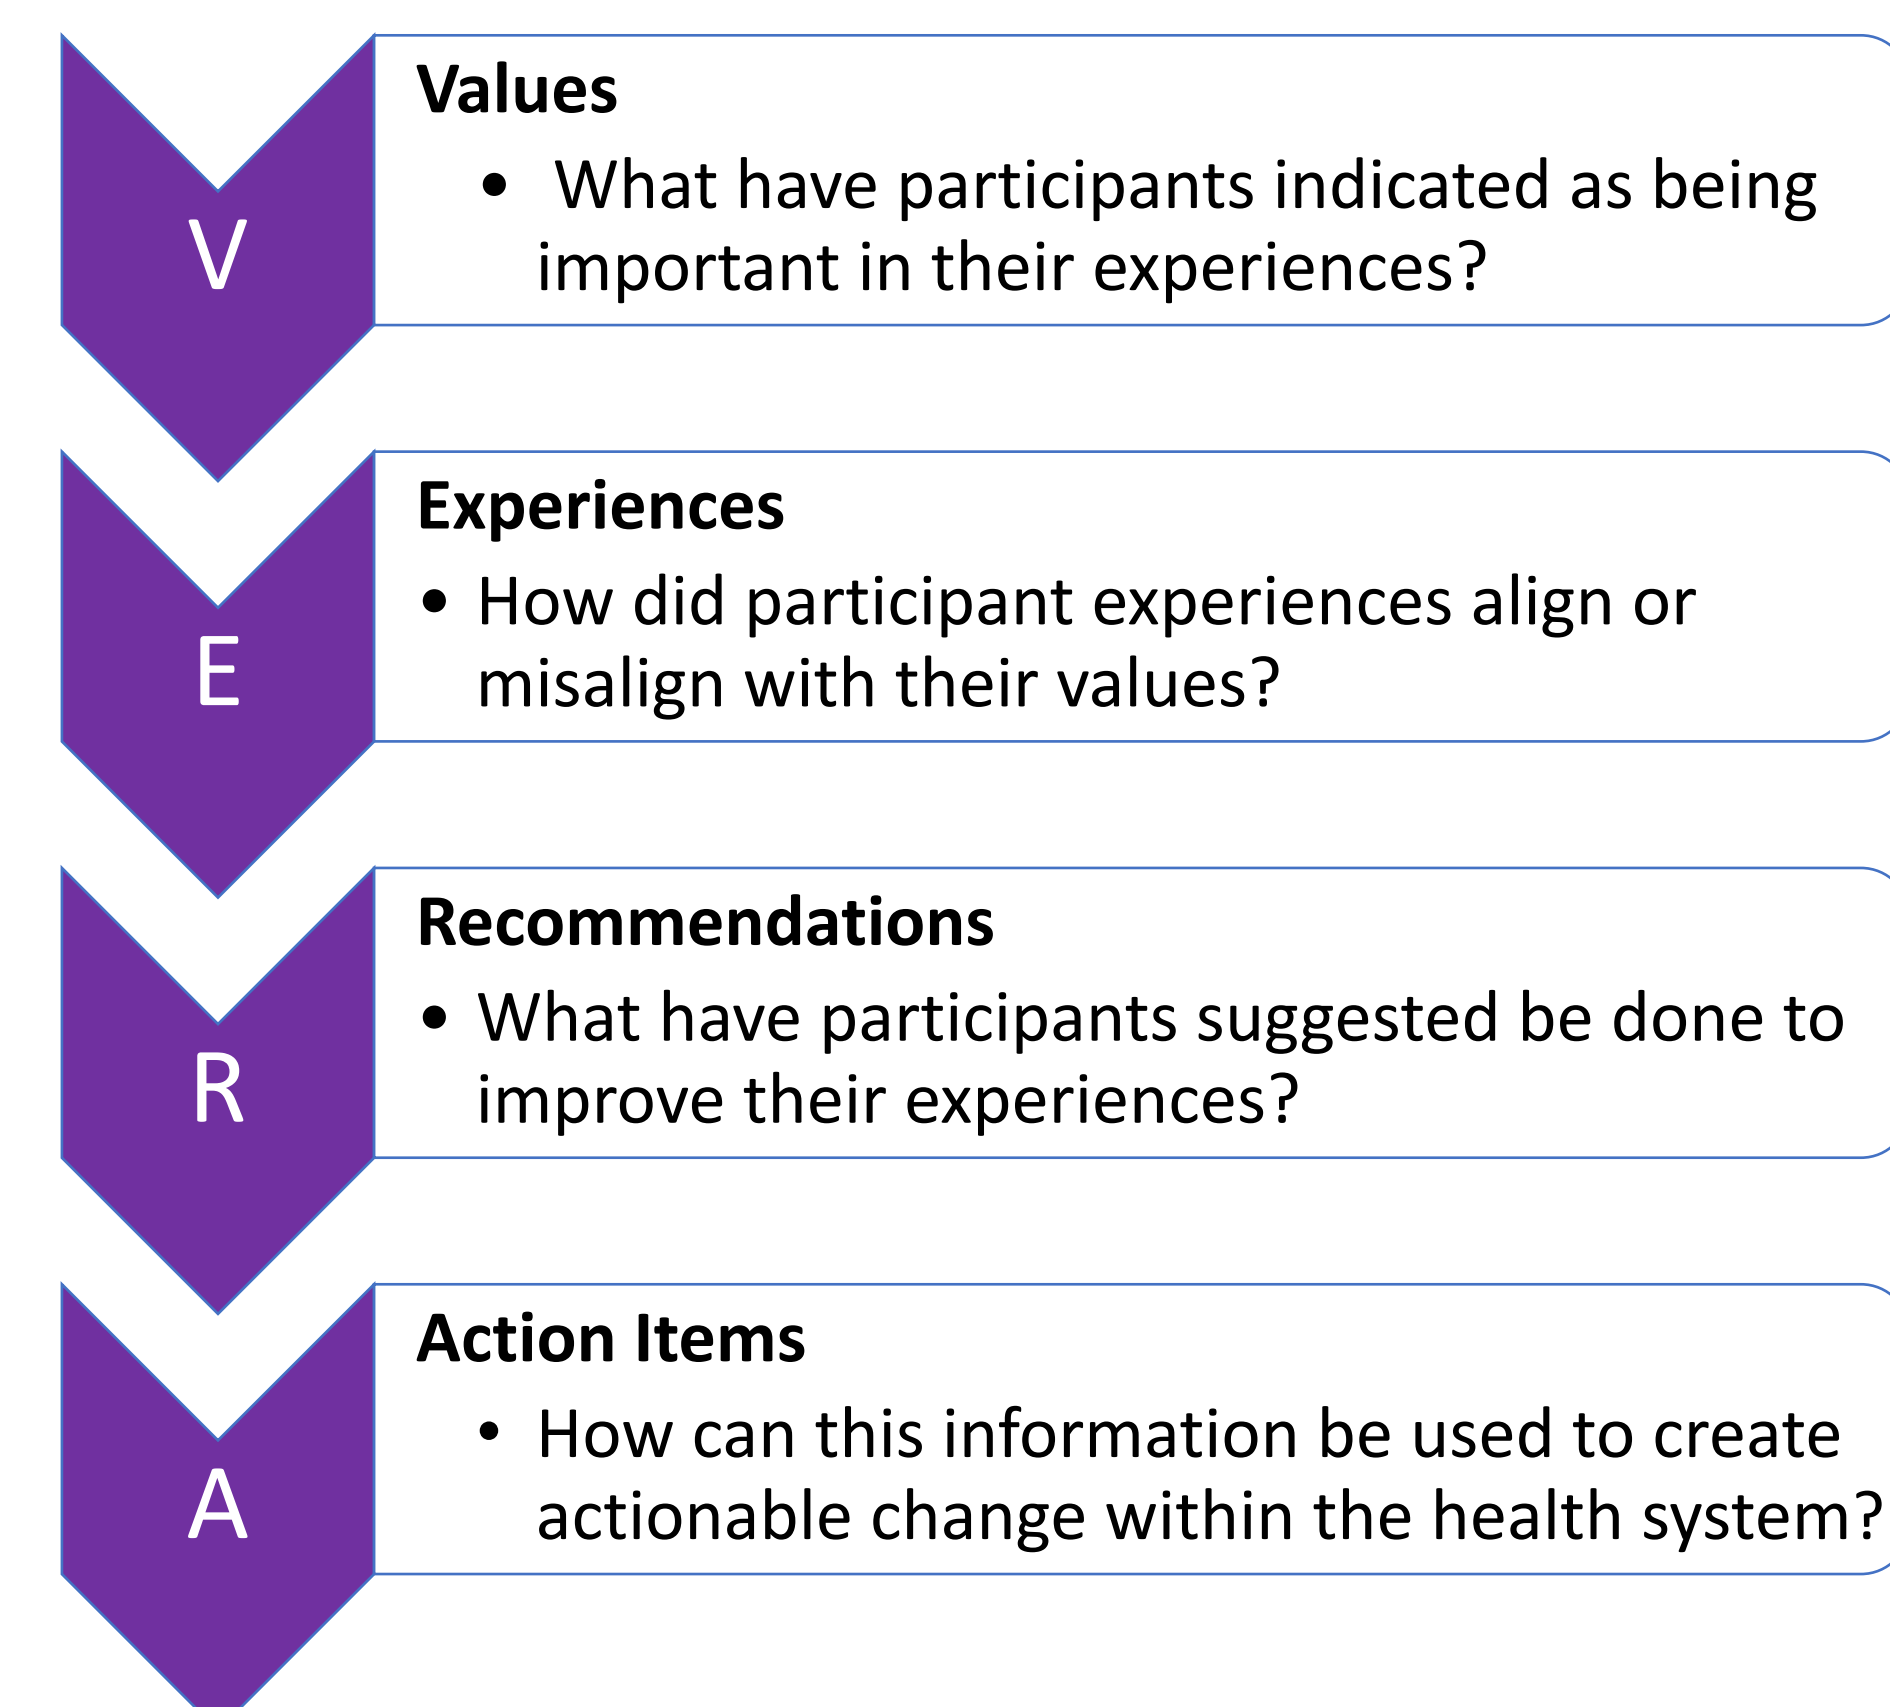 V
Values
• What have participants indicated as being
important in their experiences?
E
Experiences
• How did participant experiences align or
misalign with their values?
R
Recommendations
• What have participants suggested be done to
improve their experiences?
A
Action Items
• How can this information be used to create
actionable change within the health system?